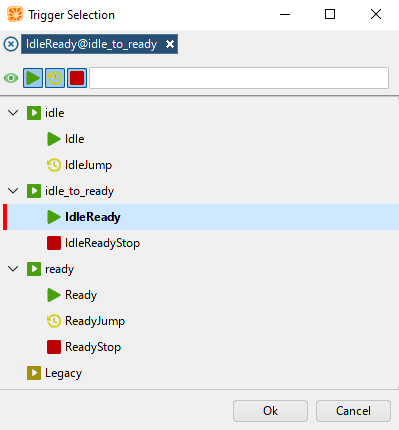 Trigger Selection
IdleReady@idle_to_ready
idle
Idle
IdleJump
idle_to_ready
IdleReady
IdleReadyStop
ready
Ready
ReadyJump
ReadyStop
Legacy
Ok Cancel